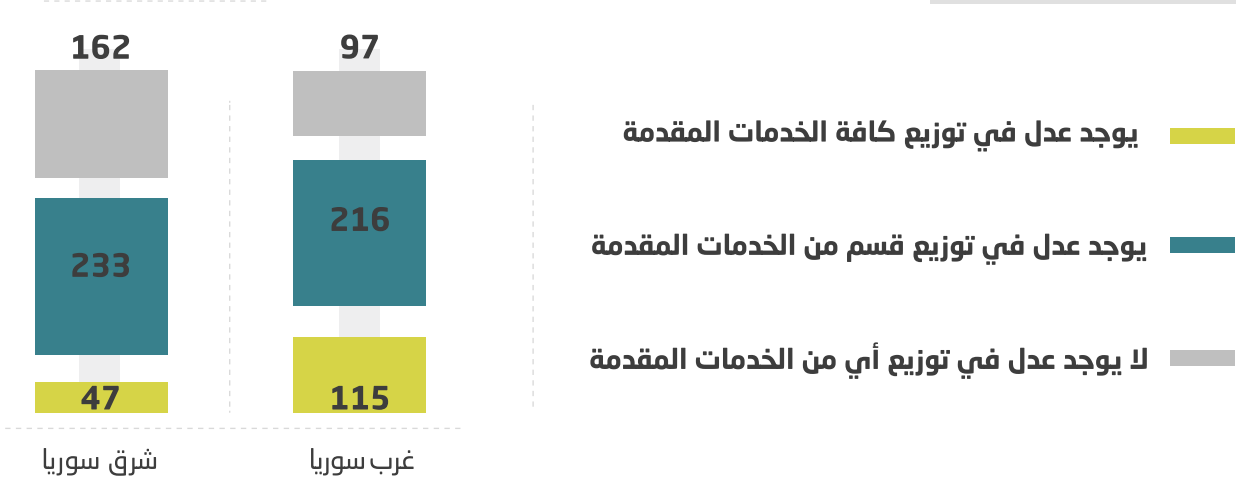 يوجد عدل في توزيع كافة الخدمات المقدمة
يوجد عدل في توزيع قسم من الخدمات المقدمة
لا يوجد عدل في توزيع أي من الخدمات المقدمة
97
216
115
غرب سوريا
162
233
47
شرق سوريا